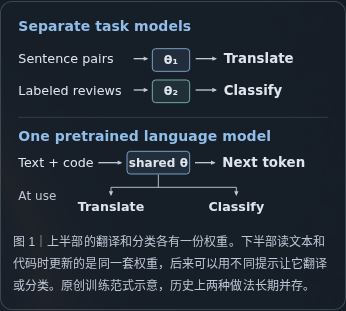 Separate task models
Sentence pairs θ₁ Translate
Labeled reviews θ₂ Classify
One pretrained language model
Text + code shared θ Next token
At use
Translate Classify
图 1｜上半部的翻译和分类各有一份权重。下半部读文本和
代码时更新的是同一套权重，后来可以用不同提示让它翻译
或分类。原创训练范式示意，历史上两种做法长期并存。